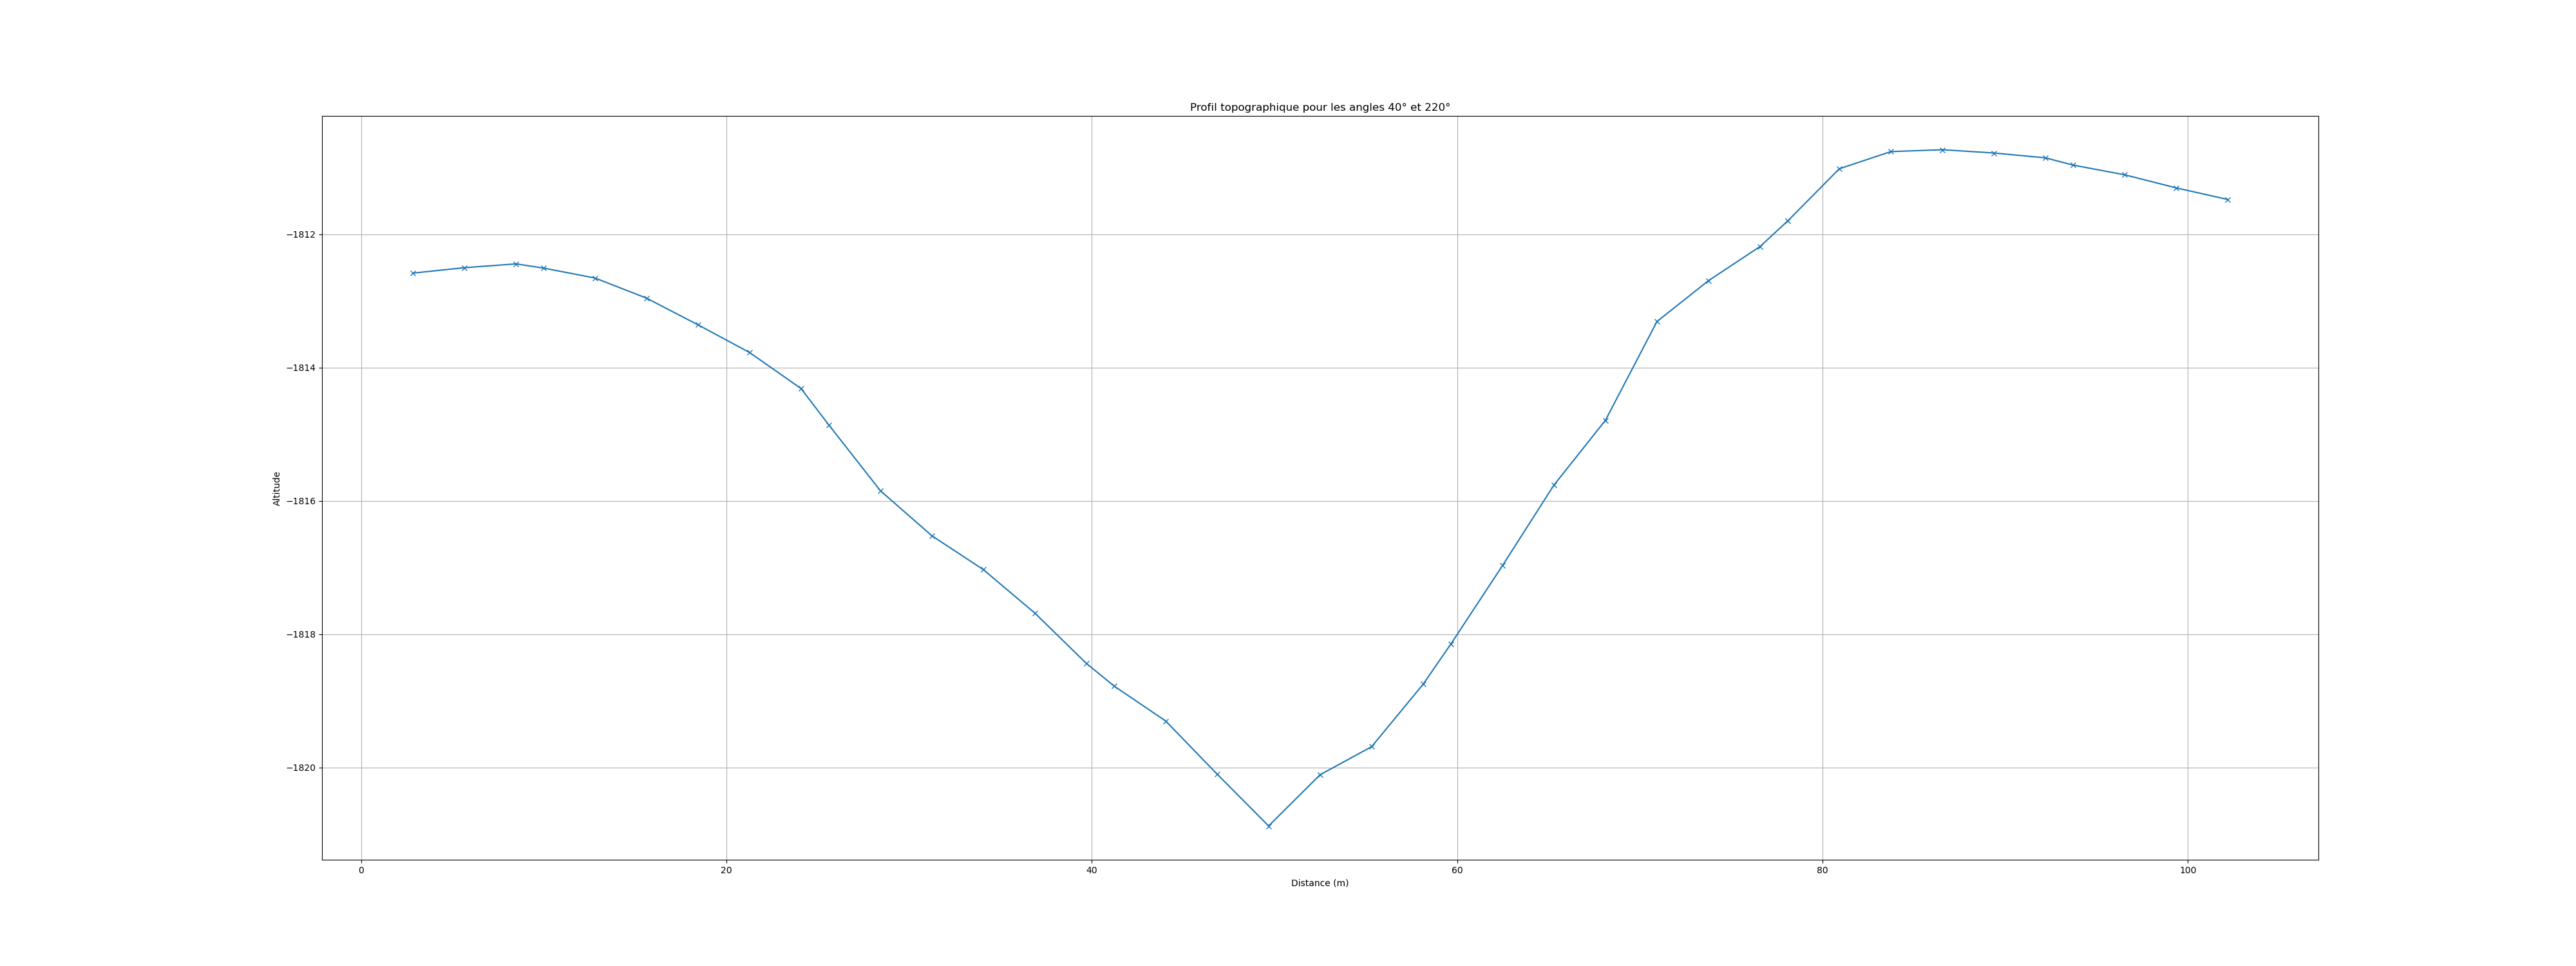 Profil topographique pour les angles 40° et 220°
Altitude
−1812
−1814
−1816
−1818
−1820
0 20 40 60 80 100
Distance (m)